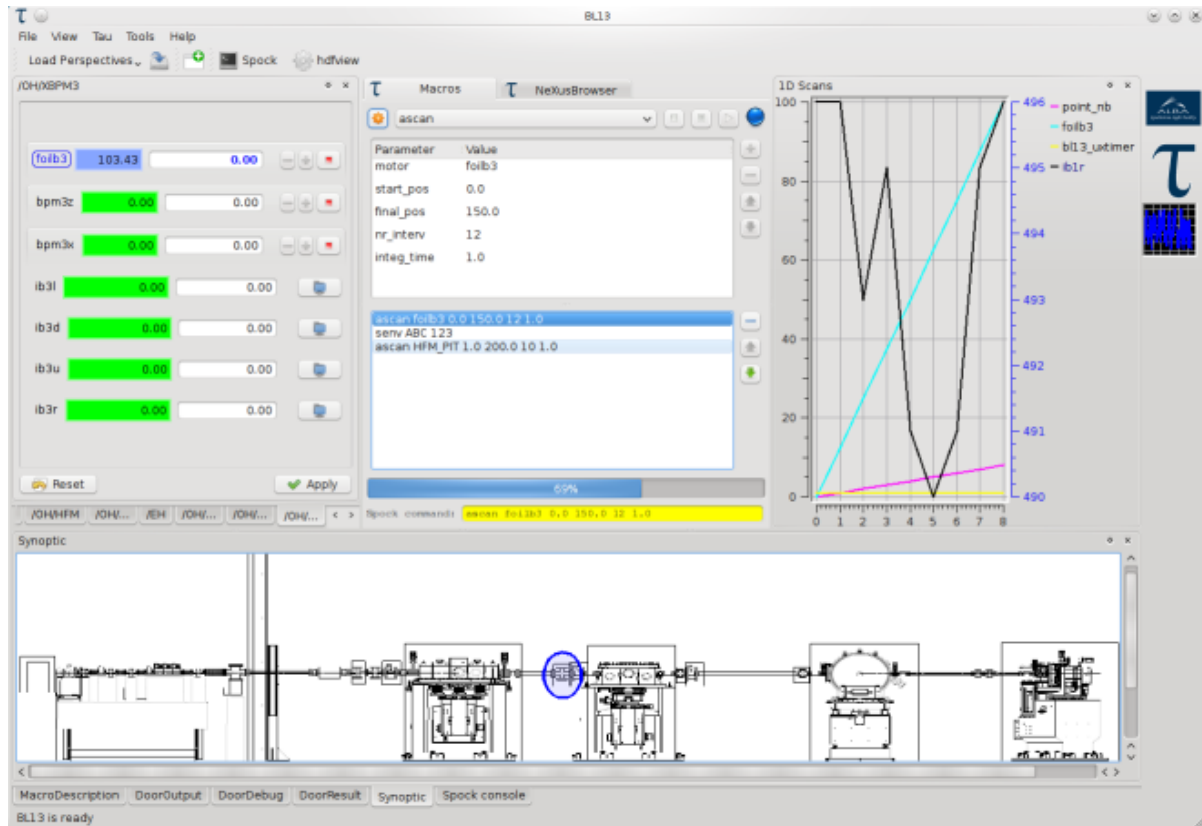 BL13
File View Tau Tools Help
Load Perspectives Spock hdfview
/OH/XBPM3
foilb3 103.43 0.00
bpm3z 0.00 0.00
bpm3x 0.00 0.00
ib3l 0.00 0.00
ib3d 0.00 0.00
ib3u 0.00 0.00
ib3r 0.00 0.00
Reset Apply
/OH/HFM /OH/... /EH /OH/... /OH/... /OH/...
Macros NeXusBrowser
ascan
Parameter Value
motor foilb3
start_pos 0.0
final_pos 150.0
nr_interv 12
integ_time 1.0
ascan foilb3 0.0 150.0 12 1.0
senv ABC 123
ascan HFM_PIT 1.0 200.0 10 1.0
69%
Spock command: ascan foilb3 0.0 150.0 12 1.0
1D Scans
100
80
60
40
20
0
496
495
494
493
492
491
490
0 1 2 3 4 5 6 7 8
point_nb
foilb3
bl13_uxtimer
ib1r
ALBA
Synoptic
MacroDescription DoorOutput DoorDebug DoorResult Synoptic Spock console
BL13 is ready